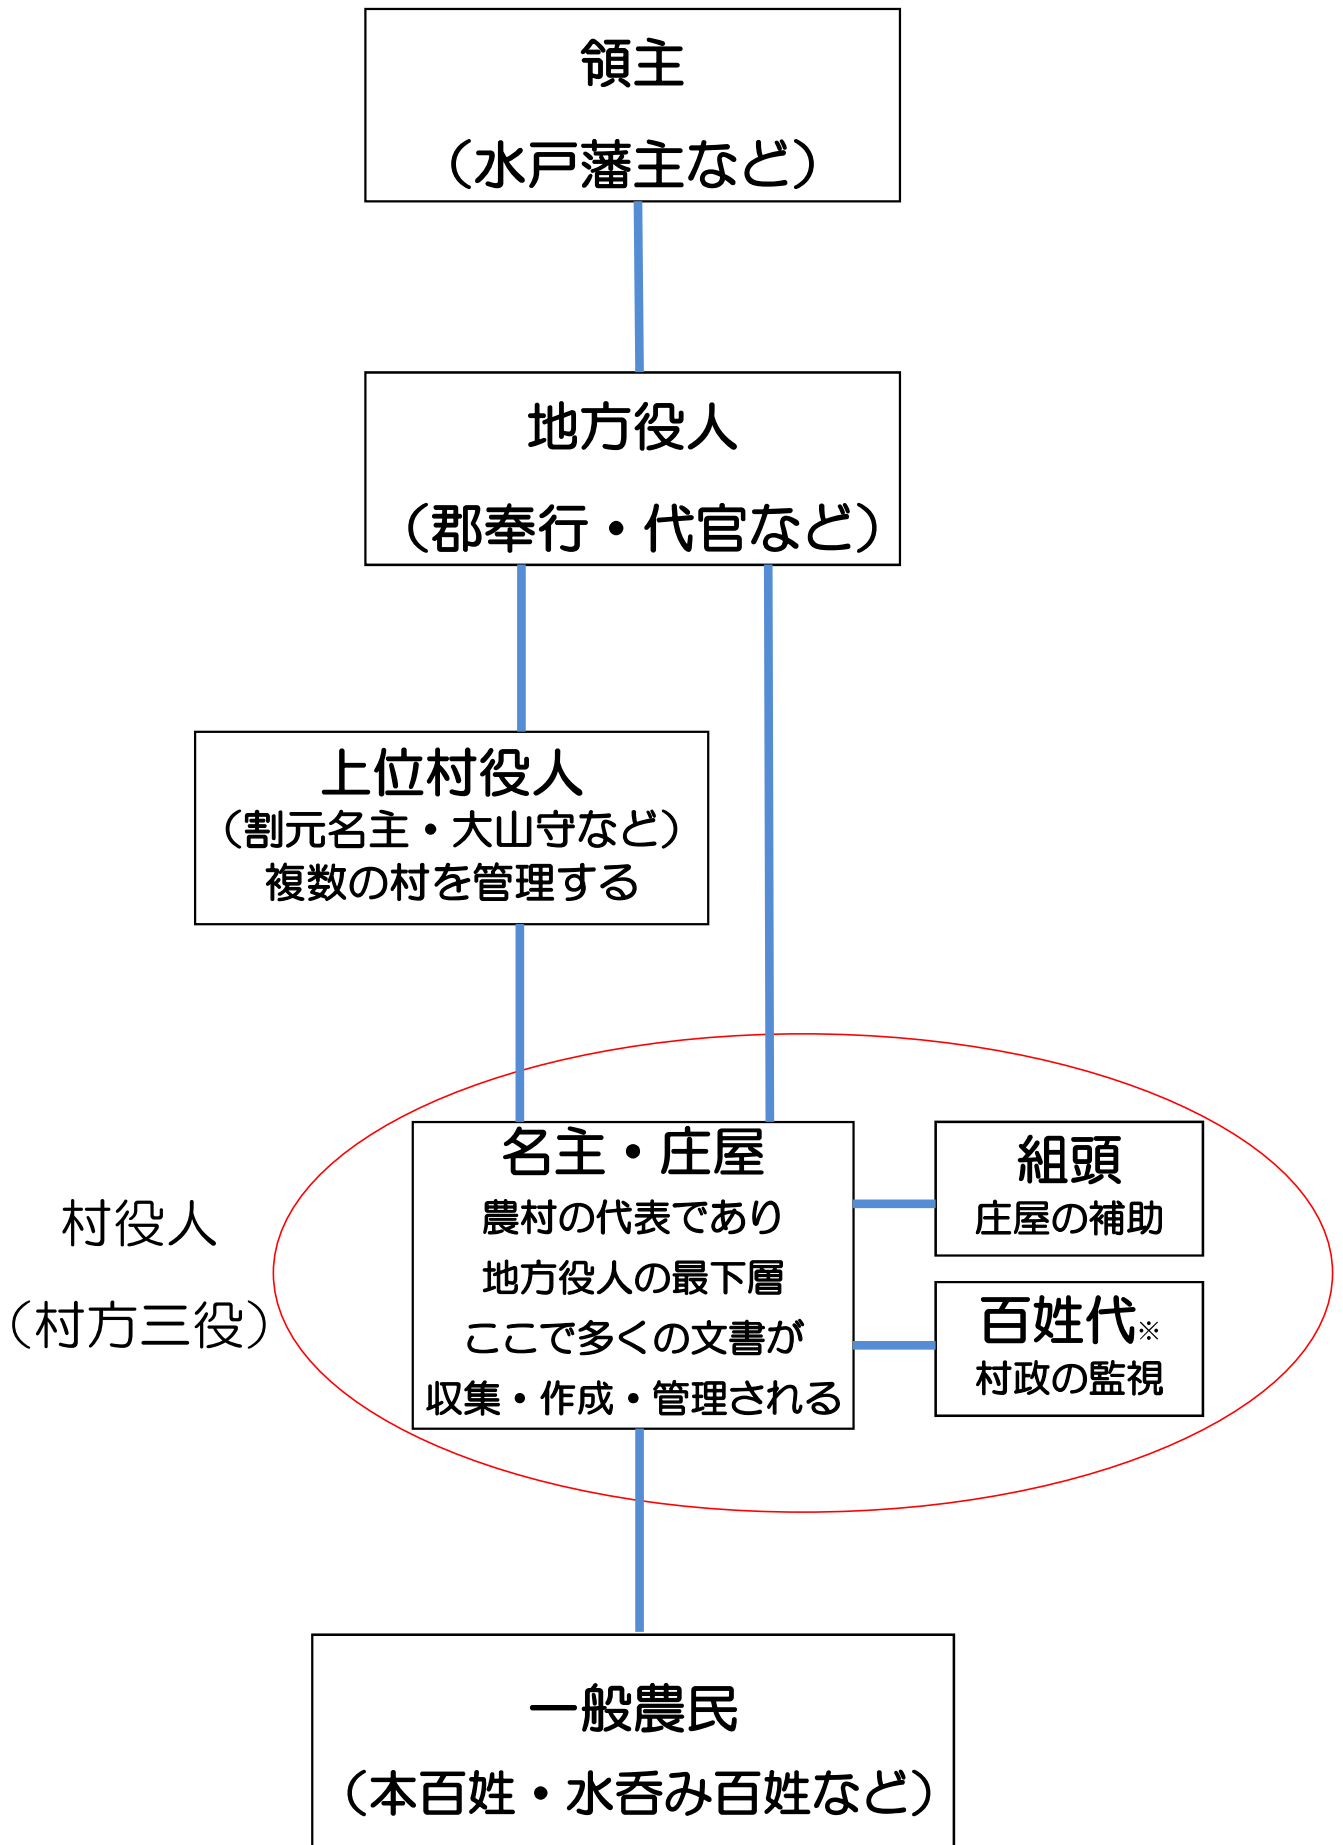 領主
（水戸藩主など）
地方役人
（郡奉行・代官など）
上位村役人
（割元名主・大山守など）
複数の村を管理する
村役人
（村方三役）
名主・庄屋
農村の代表であり
地方役人の最下層
ここで多くの文書が
収集・作成・管理される
組頭
庄屋の補助
百姓代※
村政の監視
一般農民
（本百姓・水呑み百姓など）